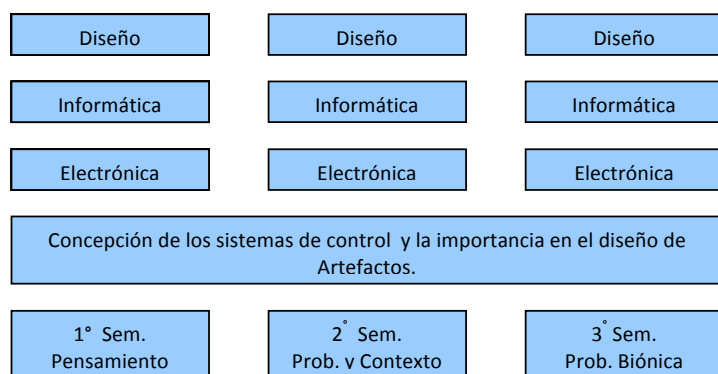 Diseño Diseño Diseño
Informática Informática Informática
Electrónica Electrónica Electrónica
Concepción de los sistemas de control y la importancia en el diseño de
Artefactos.
1° Sem. 2° Sem. 3° Sem.
Pensamiento Prob. y Contexto Prob. Biónica